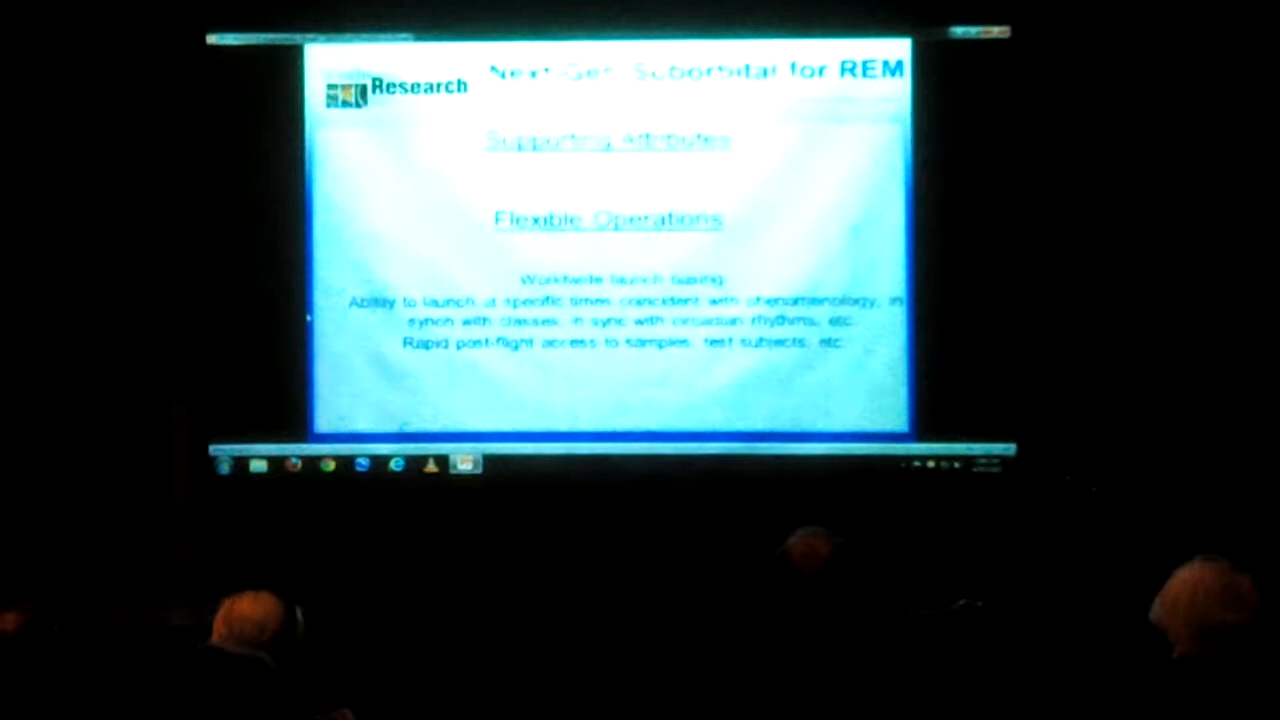 Research
Next-Gen Suborbital for REM
Supporting Attributes
Flexible Operations
Worldwide launch basing
Ability to launch at specific times coincident with phenomenology, in
synch with classes, in sync with circadian rhythms, etc.
Rapid post-flight access to samples, test subjects, etc.